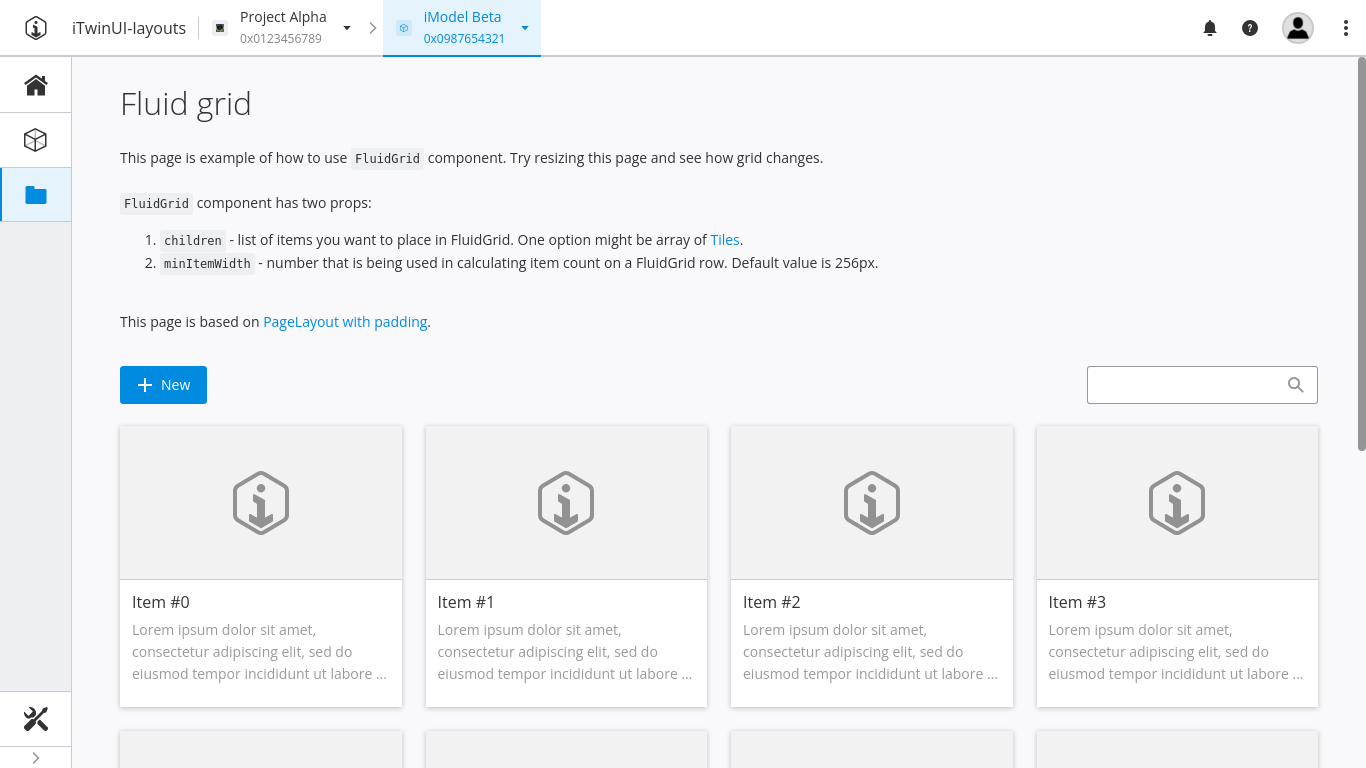 iTwinUI-layouts
Project Alpha
0x0123456789
iModel Beta
0x0987654321
Fluid grid
This page is example of how to use FluidGrid component. Try resizing this page and see how grid changes.
FluidGrid component has two props:
1. children - list of items you want to place in FluidGrid. One option might be array of Tiles.
2. minItemWidth - number that is being used in calculating item count on a FluidGrid row. Default value is 256px.
This page is based on PageLayout with padding.
New
Item #0
Lorem ipsum dolor sit amet,
consectetur adipiscing elit, sed do
eiusmod tempor incididunt ut labore ...
Item #1
Lorem ipsum dolor sit amet,
consectetur adipiscing elit, sed do
eiusmod tempor incididunt ut labore ...
Item #2
Lorem ipsum dolor sit amet,
consectetur adipiscing elit, sed do
eiusmod tempor incididunt ut labore ...
Item #3
Lorem ipsum dolor sit amet,
consectetur adipiscing elit, sed do
eiusmod tempor incididunt ut labore ...